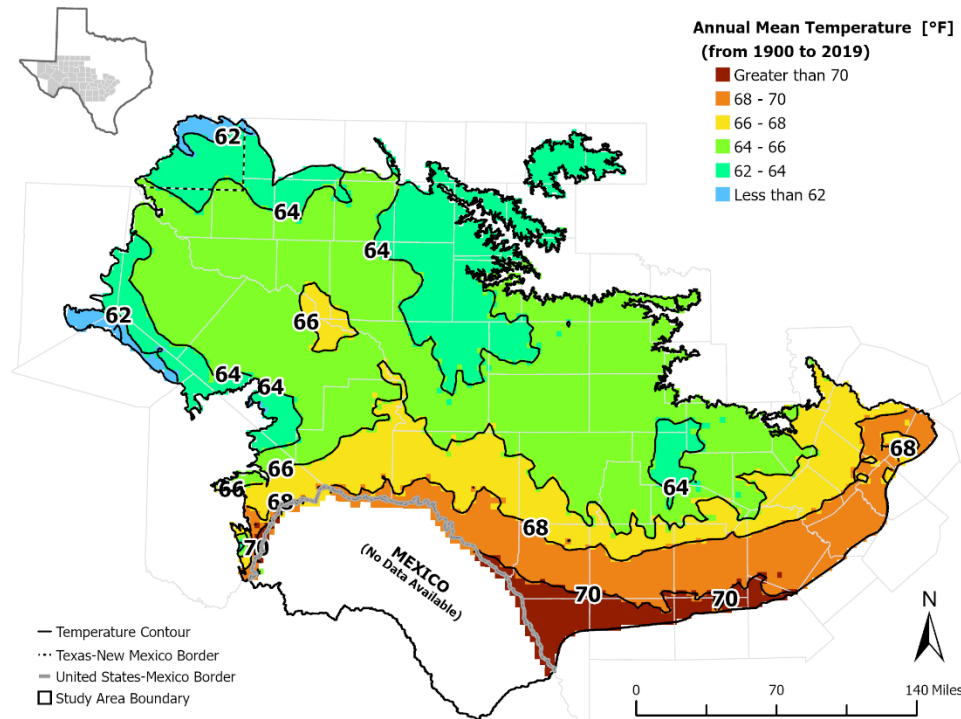 Annual Mean Temperature [°F]
(from 1900 to 2019)
Greater than 70
68 - 70
66 - 68
64 - 66
62 - 64
Less than 62
62
64
64
62
66
64
64
66
66
68
68
64
68
70
70
70
MEXICO
(No Data Available)
N
Temperature Contour
Texas-New Mexico Border
United States-Mexico Border
Study Area Boundary
0 70 140 Miles